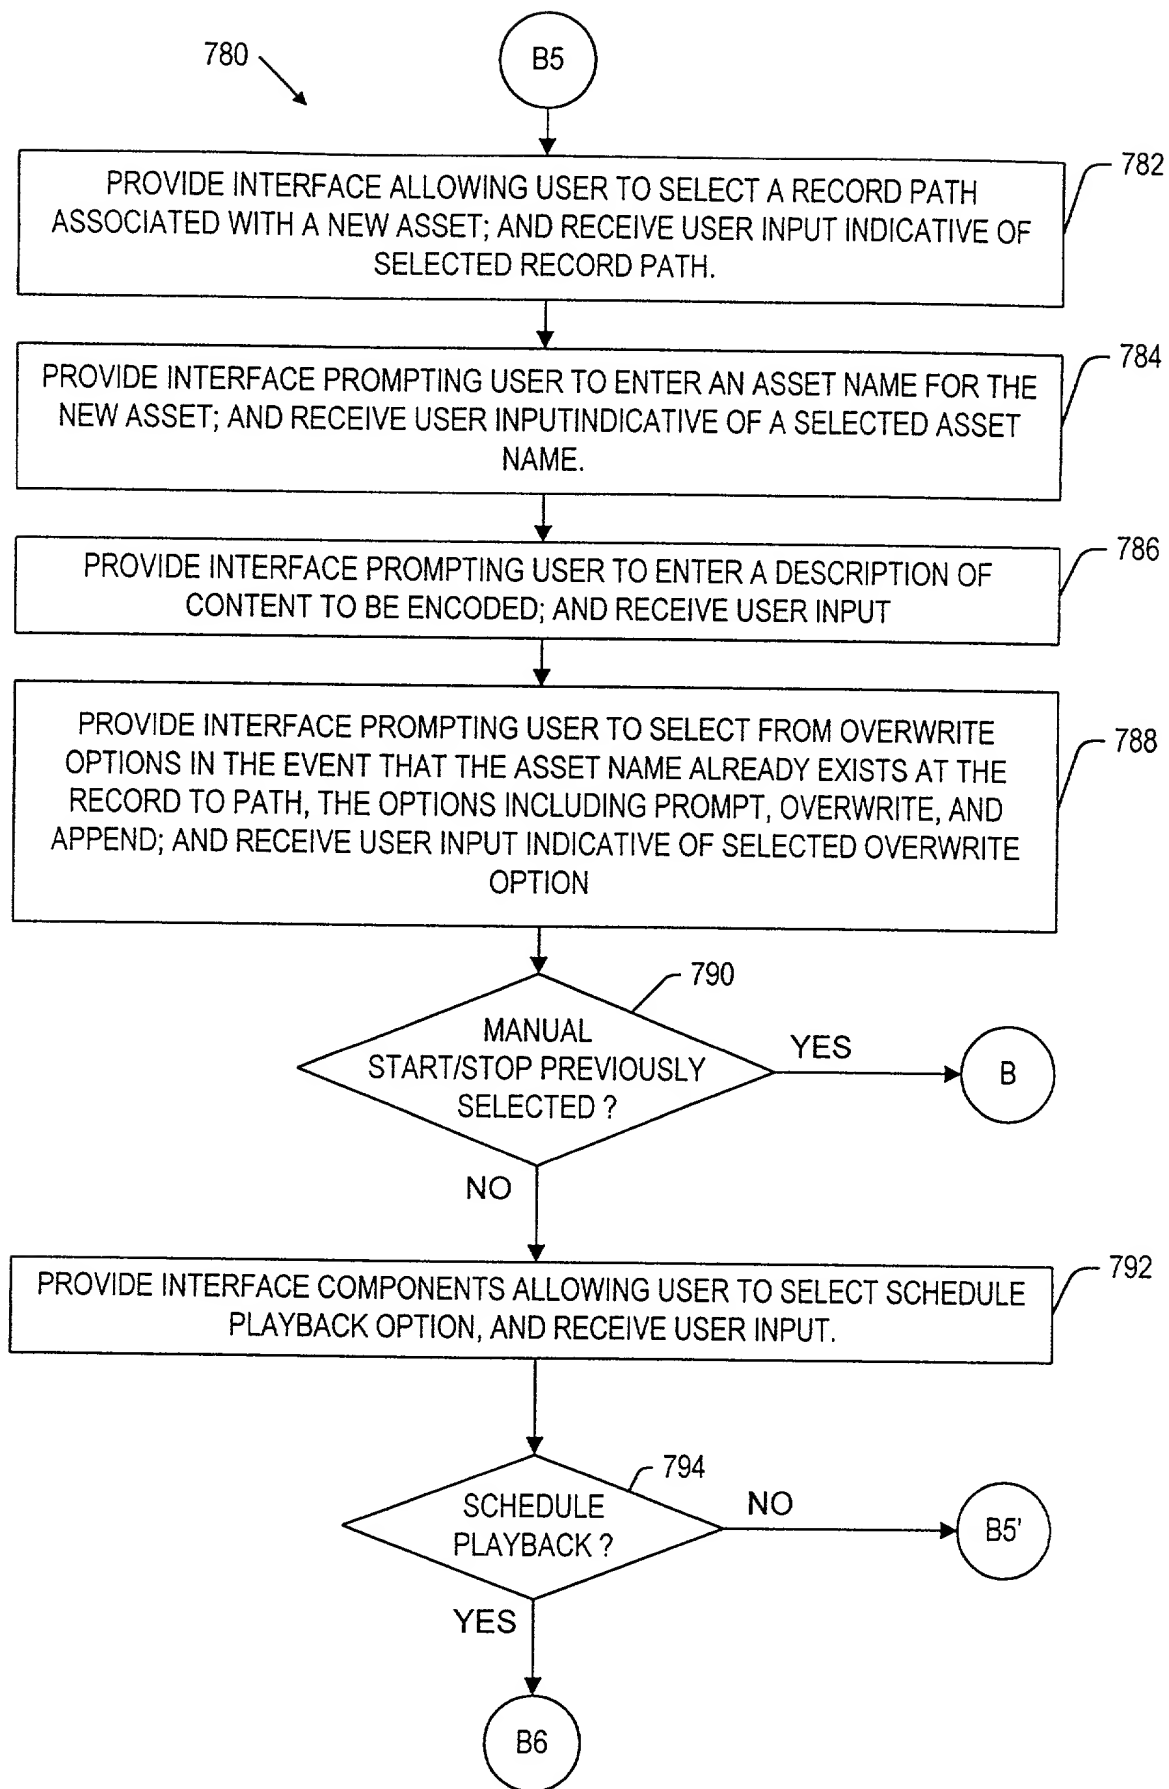 780
B5
782
PROVIDE INTERFACE ALLOWING USER TO SELECT A RECORD PATH
ASSOCIATED WITH A NEW ASSET; AND RECEIVE USER INPUT INDICATIVE OF
SELECTED RECORD PATH.
784
PROVIDE INTERFACE PROMPTING USER TO ENTER AN ASSET NAME FOR THE
NEW ASSET; AND RECEIVE USER INPUTINDICATIVE OF A SELECTED ASSET
NAME.
786
PROVIDE INTERFACE PROMPTING USER TO ENTER A DESCRIPTION OF
CONTENT TO BE ENCODED; AND RECEIVE USER INPUT
788
PROVIDE INTERFACE PROMPTING USER TO SELECT FROM OVERWRITE
OPTIONS IN THE EVENT THAT THE ASSET NAME ALREADY EXISTS AT THE
RECORD TO PATH, THE OPTIONS INCLUDING PROMPT, OVERWRITE, AND
APPEND; AND RECEIVE USER INPUT INDICATIVE OF SELECTED OVERWRITE
OPTION
790
MANUAL
START/STOP PREVIOUSLY
SELECTED ?
YES
B
NO
792
PROVIDE INTERFACE COMPONENTS ALLOWING USER TO SELECT SCHEDULE
PLAYBACK OPTION, AND RECEIVE USER INPUT.
794
SCHEDULE
PLAYBACK ?
NO
B5'
YES
B6